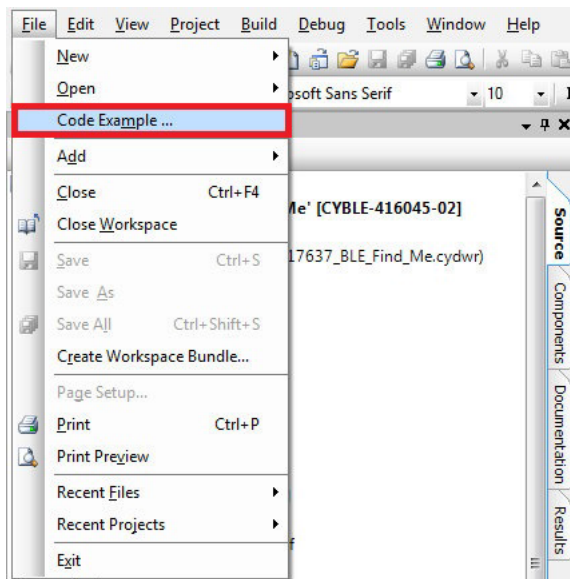 File Edit View Project Build Debug Tools Window Help
New
Open
osoft Sans Serif 10
Code Example ...
Add
Close Ctrl+F4
Me' [CYBLE-416045-02]
Close Workspace
Save Ctrl+S
17637_BLE_Find_Me.cydwr)
Save As
Save All Ctrl+Shift+S
Create Workspace Bundle...
Page Setup...
Print Ctrl+P
Print Preview
Recent Files
Recent Projects
Exit
Source
Components
Documentation
Results